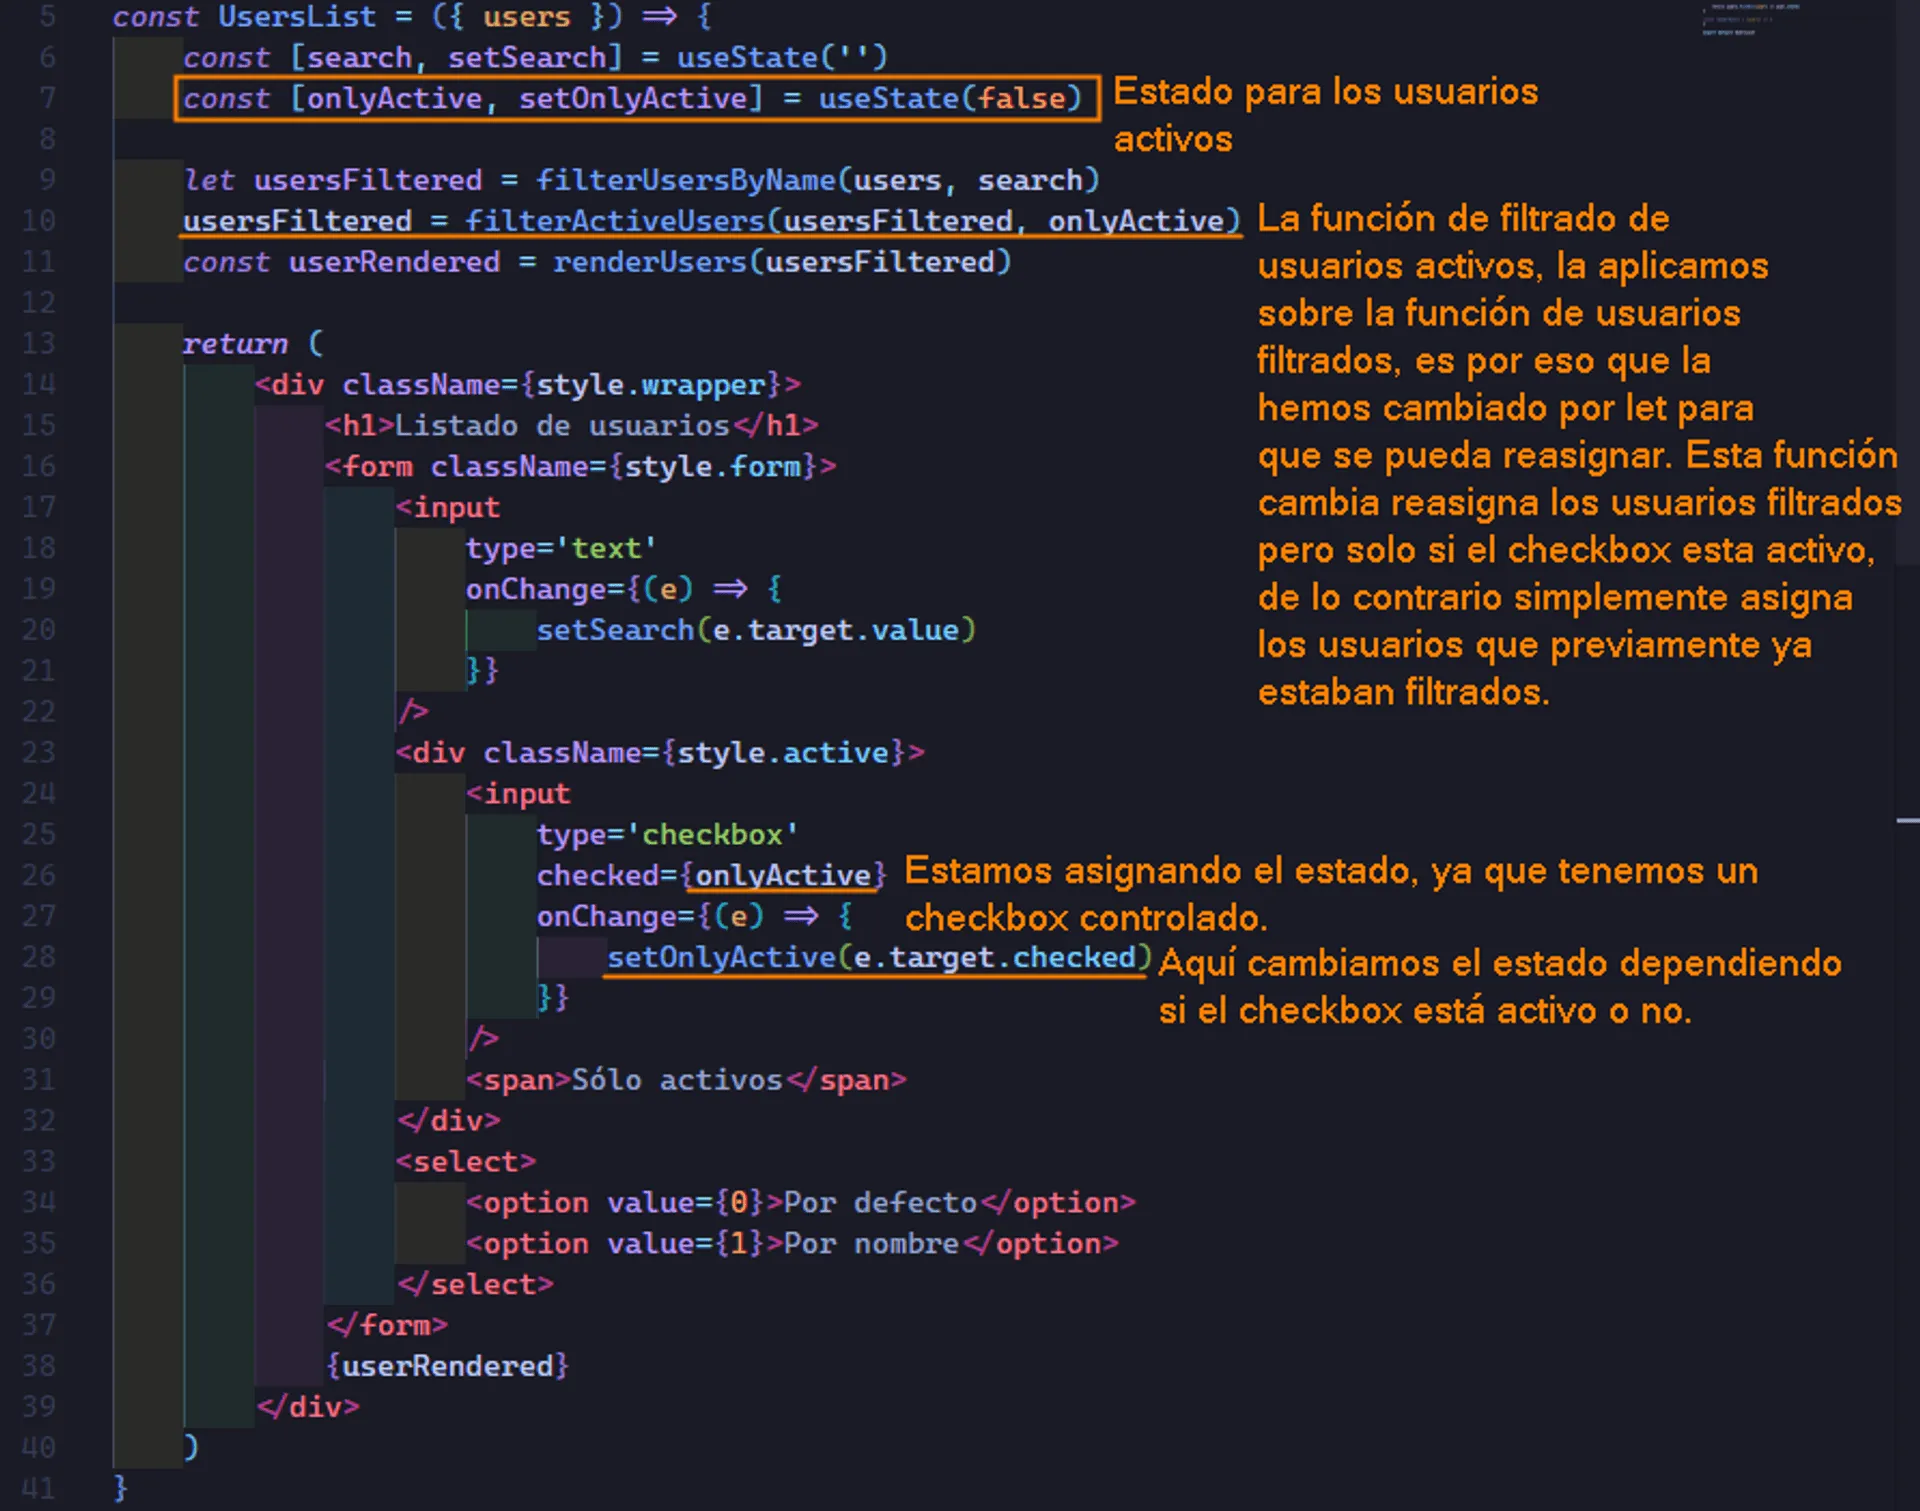 5 const UsersList = ({ users }) => {
6 const [search, setSearch] = useState('')
7 const [onlyActive, setOnlyActive] = useState(false)
Estado para los usuarios
activos
8
9 let usersFiltered = filterUsersByName(users, search)
10 usersFiltered = filterActiveUsers(usersFiltered, onlyActive)
11 const userRendered = renderUsers(usersFiltered)
La función de filtrado de
usuarios activos, la aplicamos
sobre la función de usuarios
filtrados, es por eso que la
hemos cambiado por let para
que se pueda reasignar. Esta función
cambia reasigna los usuarios filtrados
pero solo si el checkbox esta activo,
de lo contrario simplemente asigna
los usuarios que previamente ya
estaban filtrados.
12
13 return (
14 <div className={style.wrapper}>
15 <h1>Listado de usuarios</h1>
16 <form className={style.form}>
17 <input
18 type='text'
19 onChange={(e) => {
20 setSearch(e.target.value)
21 }}
22 />
23 <div className={style.active}>
24 <input
25 type='checkbox'
26 checked={onlyActive}
Estamos asignando el estado, ya que tenemos un
checkbox controlado.
27 onChange={(e) => {
28 setOnlyActive(e.target.checked)
Aquí cambiamos el estado dependiendo
si el checkbox está activo o no.
29 }}
30 />
31 <span>Sólo activos</span>
32 </div>
33 <select>
34 <option value={0}>Por defecto</option>
35 <option value={1}>Por nombre</option>
36 </select>
37 </form>
38 {userRendered}
39 </div>
40 )
41 }